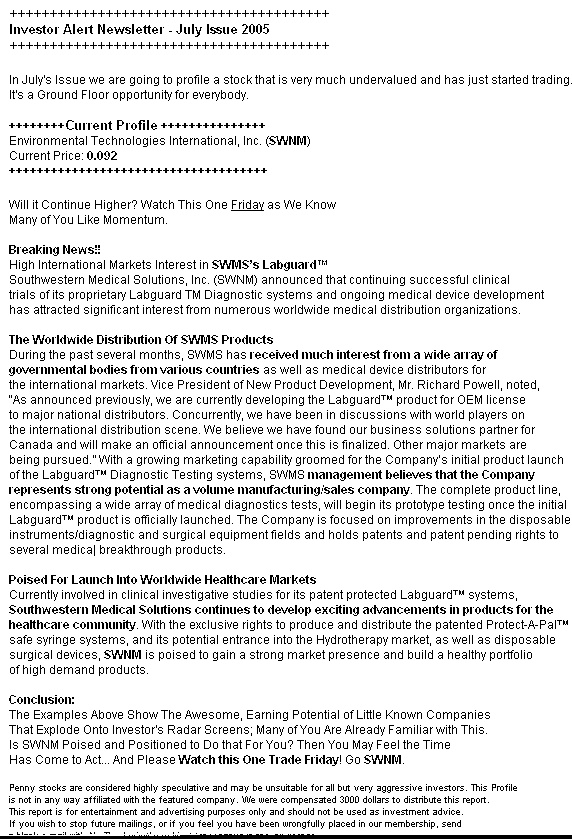 ++++++++++++++++++++++++++++++++++++++++
Investor Alert Newsletter - July Issue 2005
++++++++++++++++++++++++++++++++++++++++
In July's Issue we are going to profile a stock that is very much undervalued and has just started trading.
It's a Ground Floor opportunity for everybody.
++++++++Current Profile +++++++++++++++
Environmental Technologies International, Inc. (SWNM)
Current Price: 0.092
++++++++++++++++++++++++++++++++++
Will it Continue Higher? Watch This One Friday as We Know
Many of You Like Momentum.
Breaking News!!
High International Markets Interest in SWMS's Labguard™
Southwestern Medical Solutions, Inc. (SWNM) announced that continuing successful clinical
trials of its proprietary Labguard TM Diagnostic systems and ongoing medical device development
has attracted significant interest from numerous worldwide medical distribution organizations.
The Worldwide Distribution Of SWMS Products
During the past several months, SWMS has received much interest from a wide array of
governmental bodies from various countries as well as medical device distributors for
the international markets. Vice President of New Product Development, Mr. Richard Powell, noted,
"As announced previously, we are currently developing the Labguard™ product for OEM license
to major national distributors. Concurrently, we have been in discussions with world players on
the international distribution scene. We believe we have found our business solutions partner for
Canada and will make an official announcement once this is finalized. Other major markets are
being pursued." With a growing marketing capability groomed for the Company's initial product launch
of the Labguard™ Diagnostic Testing systems, SWMS management believes that the Company
represents strong potential as a volume manufacturing/sales company. The complete product line,
encompassing a wide array of medical diagnostics tests, will begin its prototype testing once the initial
Labguard™ product is officially launched. The Company is focused on improvements in the disposable
instruments/diagnostic and surgical equipment fields and holds patents and patent pending rights to
several medica| breakthrough products.
Poised For Launch Into Worldwide Healthcare Markets
Currently involved in clinical investigative studies for its patent protected Labguard™ systems,
Southwestern Medical Solutions continues to develop exciting advancements in products for the
healthcare community. With the exclusive rights to produce and distribute the patented Protect-A-Pal™
safe syringe systems, and its potential entrance into the Hydrotherapy market, as well as disposable
surgical devices, SWNM is poised to gain a strong market presence and build a healthy portfolio
of high demand products.
Conclusion:
The Examples Above Show The Awesome, Earning Potential of Little Known Companies
That Explode Onto Investor's Radar Screens; Many of You Are Already Familiar with This.
Is SWNM Poised and Positioned to Do that For You? Then You May Feel the Time
Has Come to Act... And Please Watch this One Trade Friday! Go SWNM.
Penny stocks are considered highly speculative and may be unsuitable for all but very aggressive investors. This Profile
is not in any way affiliated with the featured company. We were compensated 3000 dollars to distribute this report.
This report is for entertainment and advertising purposes only and should not be used as investment advice.
If you wish to stop future mailings, or if you feel you have been wrongfully placed in our membership, send